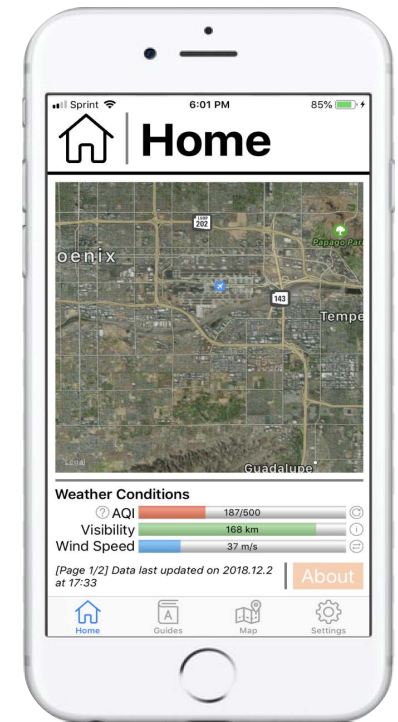 Sprint 6:01 PM 85%
Home
LOOP
202
Papago Par
oenix
143
Tempe
Legal
Guadalupe
Weather Conditions
? AQI 187/500
Visibility 168 km i
Wind Speed 37 m/s
[Page 1/2] Data last updated on 2018.12.2
at 17:33
About
A
Home Guides Map Settings